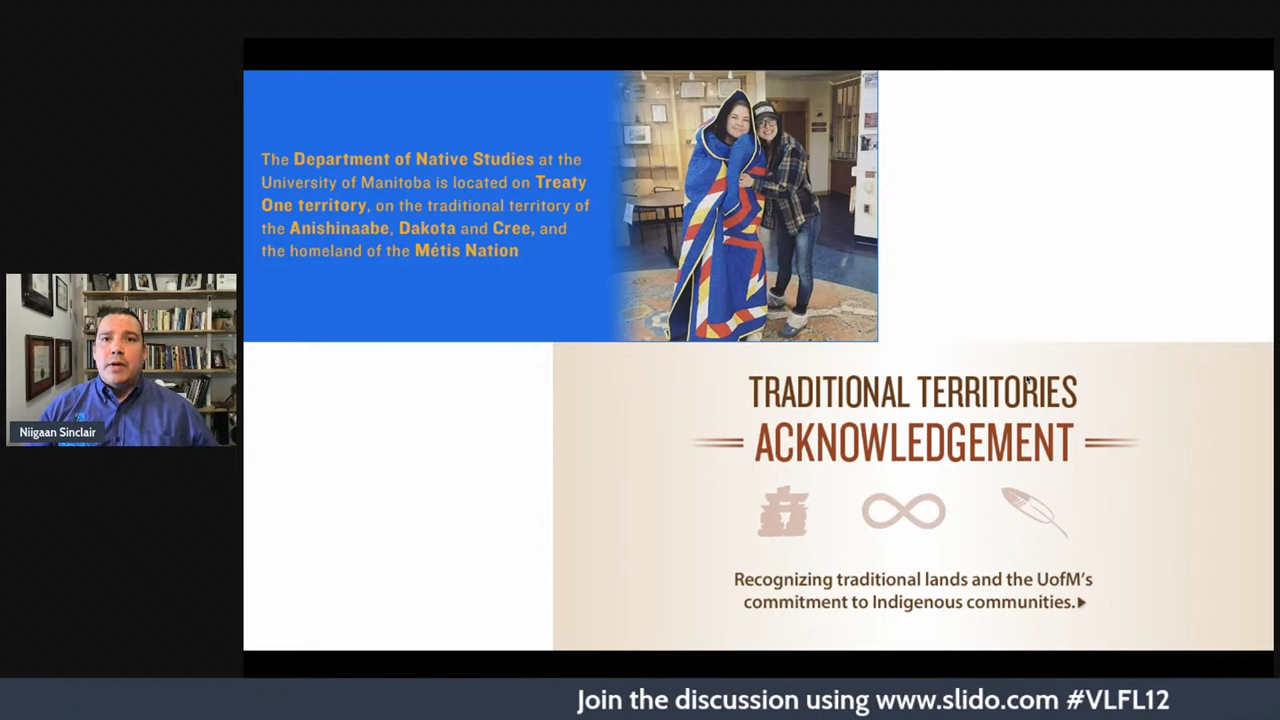 The Department of Native Studies at the
University of Manitoba is located on Treaty
One territory, on the traditional territory of
the Anishinaabe, Dakota and Cree, and
the homeland of the Métis Nation
Niigaan Sinclair
TRADITIONAL TERRITORIES
ACKNOWLEDGEMENT
Recognizing traditional lands and the UofM's
commitment to Indigenous communities.
Join the discussion using www.slido.com #VLFL12